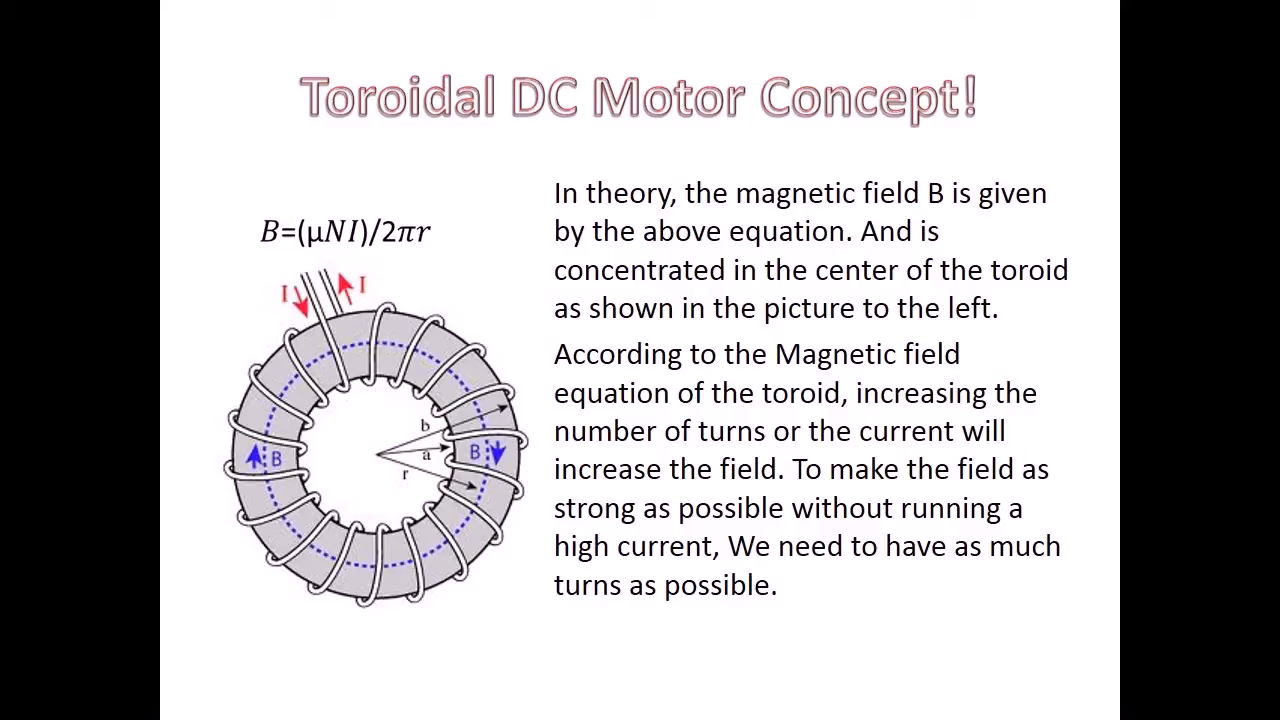 Toroidal DC Motor Concept!
B=(μNI)/2πr
In theory, the magnetic field B is given
by the above equation. And is
concentrated in the center of the toroid
as shown in the picture to the left.
According to the Magnetic field
equation of the toroid, increasing the
number of turns or the current will
increase the field. To make the field as
strong as possible without running a
high current, We need to have as much
turns as possible.
I
I
b
B
a
B
r